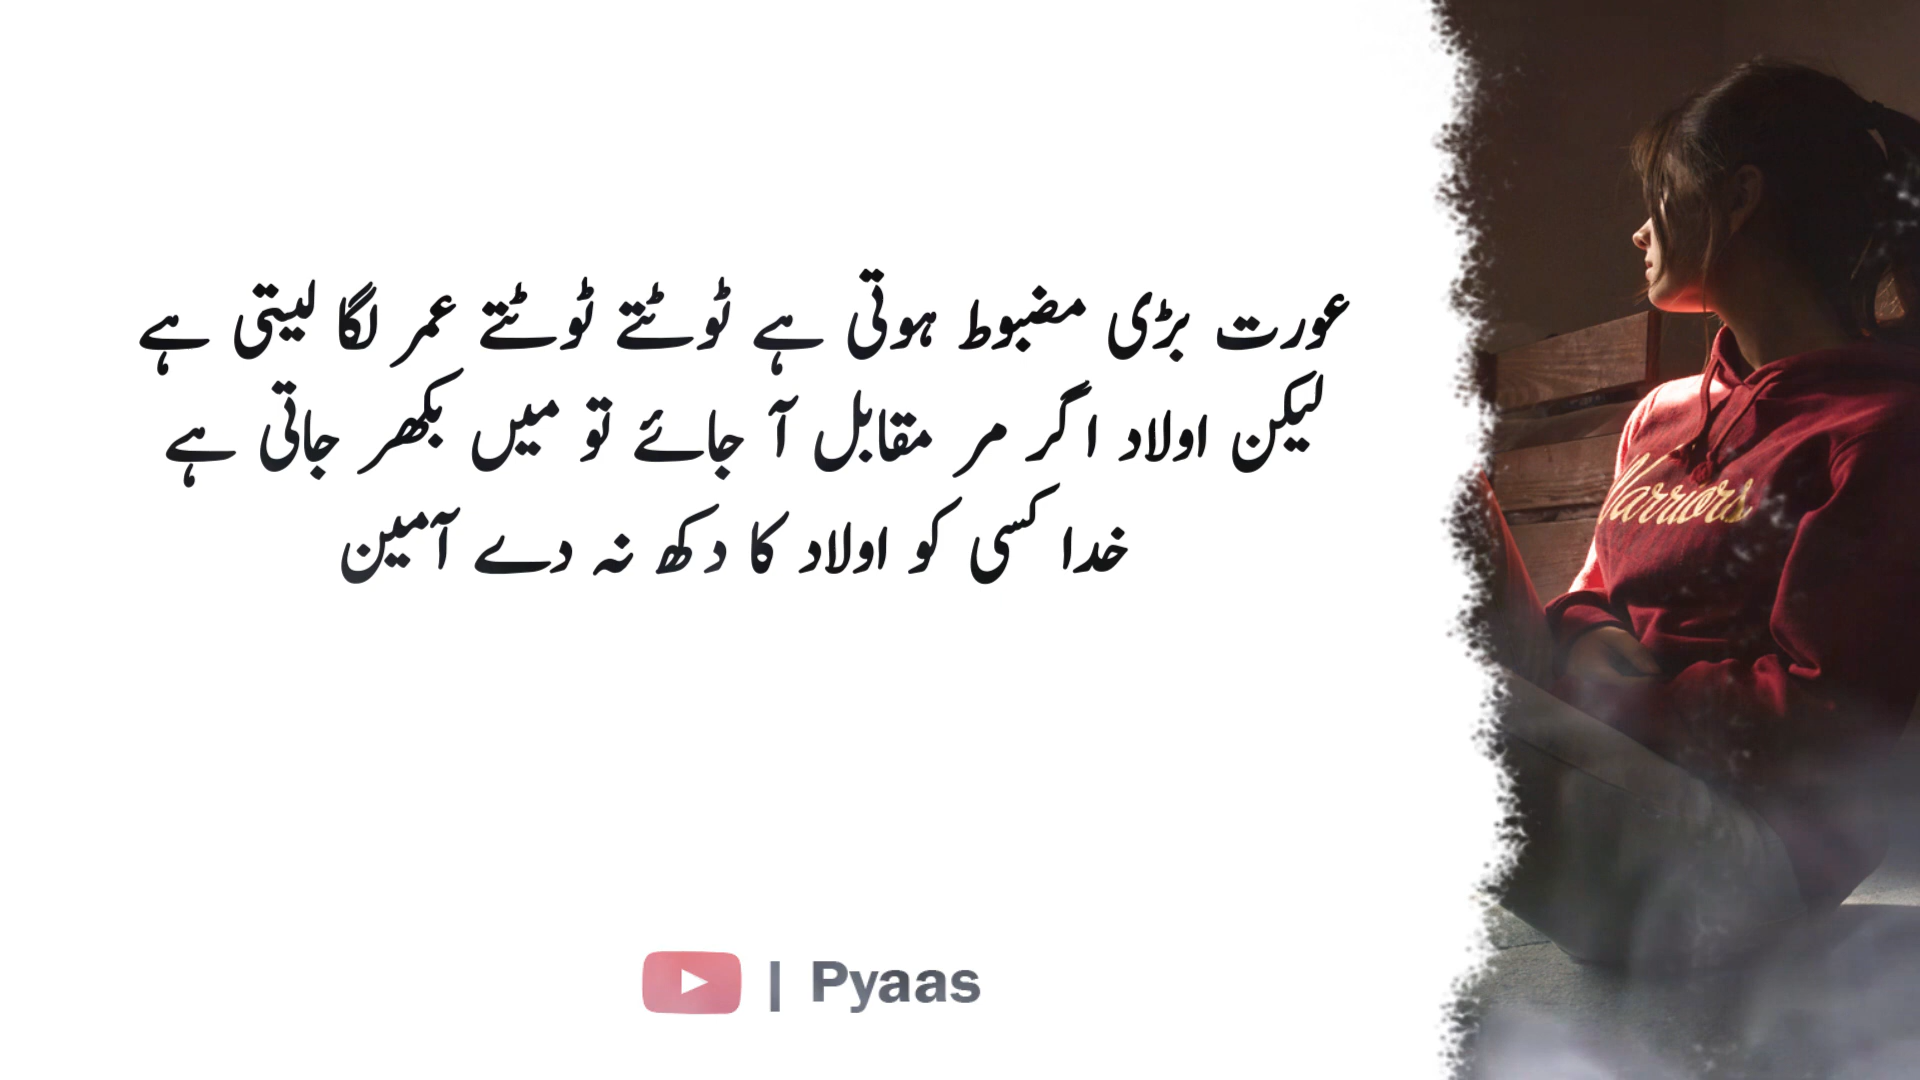 عورت بڑی مضبوط ہوتی ہے ٹوٹتے ٹوٹتے عمر لگا لیتی ہے
لیکن اولاد اگر مر مقابل آ جائے تو میں بکھر جاتی ہے
خدا کسی کو اولاد کا دکھ نہ دے آمین
Warriors
| Pyaas